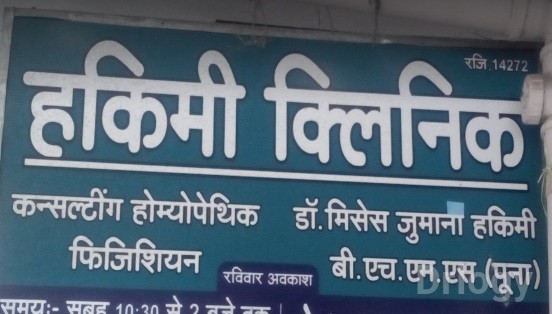 रजि.14272
हकिमी क्लिनिक
कन्सल्टींग होम्योपेथिक
फिजिशियन
डॉ.मिसेस जुमाना हकिमी
बी.एच.एम.एस (पूना)
रविवार अवकाश
समय:- सुबह 10:30 से 2 बजे तक